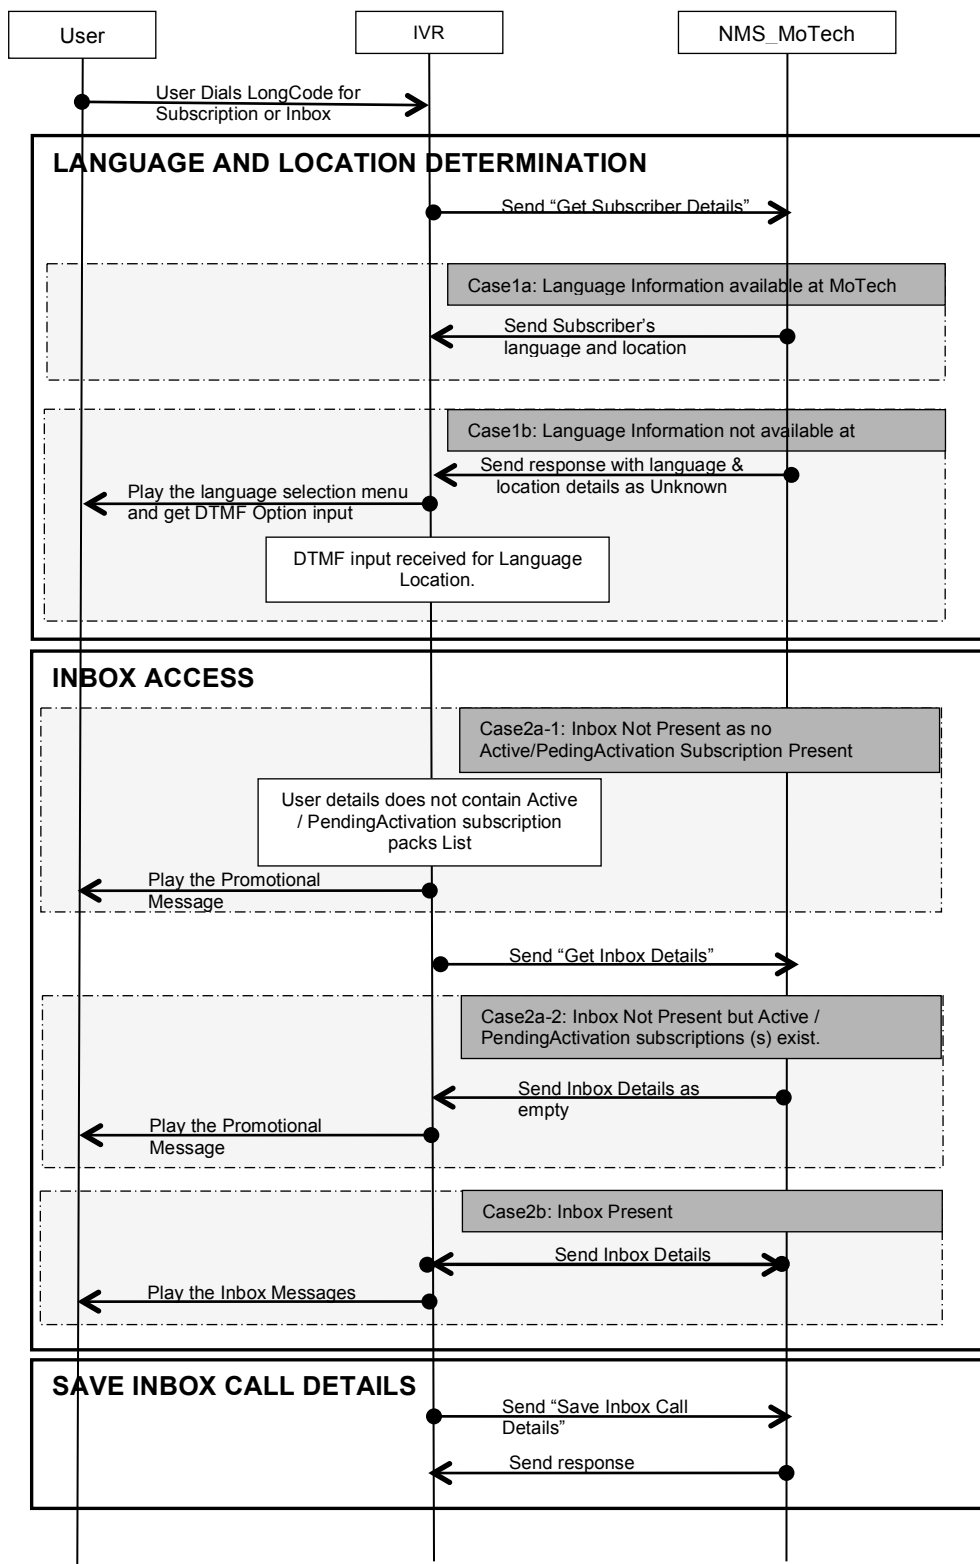 User
IVR
NMS_MoTech
User Dials LongCode for
Subscription or Inbox
LANGUAGE AND LOCATION DETERMINATION
Send “Get Subscriber Details”
Case1a: Language Information available at MoTech
Send Subscriber’s
language and location
Case1b: Language Information not available at
Send response with language &
location details as Unknown
Play the language selection menu
and get DTMF Option input
DTMF input received for Language
Location.
INBOX ACCESS
Case2a-1: Inbox Not Present as no
Active/PedingActivation Subscription Present
User details does not contain Active
/ PendingActivation subscription
packs List
Play the Promotional
Message
Send “Get Inbox Details”
Case2a-2: Inbox Not Present but Active /
PendingActivation subscriptions (s) exist.
Send Inbox Details as
empty
Play the Promotional
Message
Case2b: Inbox Present
Send Inbox Details
Play the Inbox Messages
SAVE INBOX CALL DETAILS
Send “Save Inbox Call
Details”
Send response